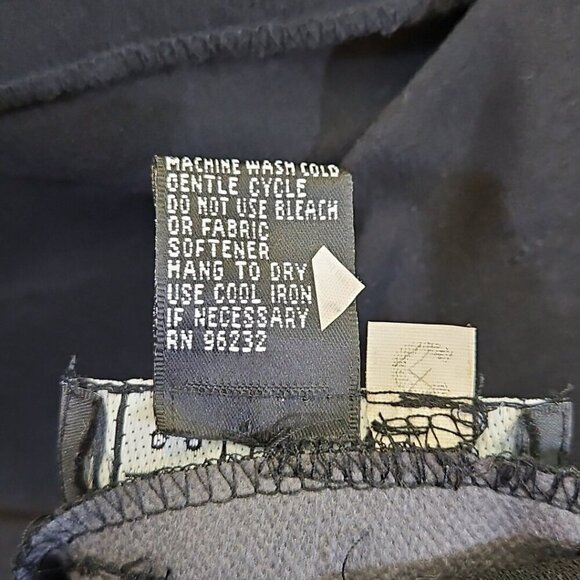 MACHINE WASH COLD
GENTLE CYCLE
DO NOT USE BLEACH
OR FABRIC
SOFTENER
HANG TO DRY
USE COOL IRON
IF NECESSARY
RN 96232